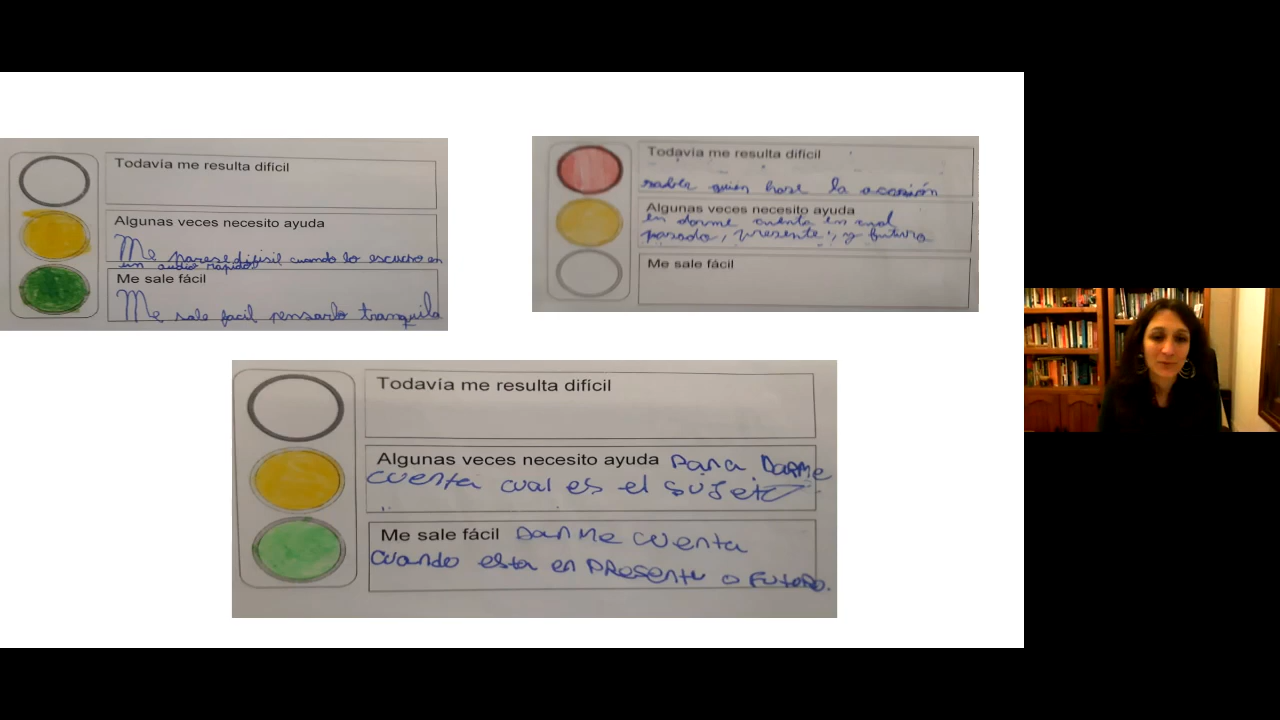 Todavía me resulta difícil
Algunas veces necesito ayuda
Me parese difisil cuando lo escucho en
un audio rapido
Me sale fácil
Me sale facil pensarlo tranquila
Todavía me resulta difícil
saber quien hase la accasión
Algunas veces necesito ayuda
en darme cuenta en cual
pasado, presente, y futuro
Me sale fácil
Todavía me resulta difícil
Algunas veces necesito ayuda para Darme
cuenta cual es el sujeto
Me sale fácil Darme cuenta
cuando esta en Presente o Futuro.